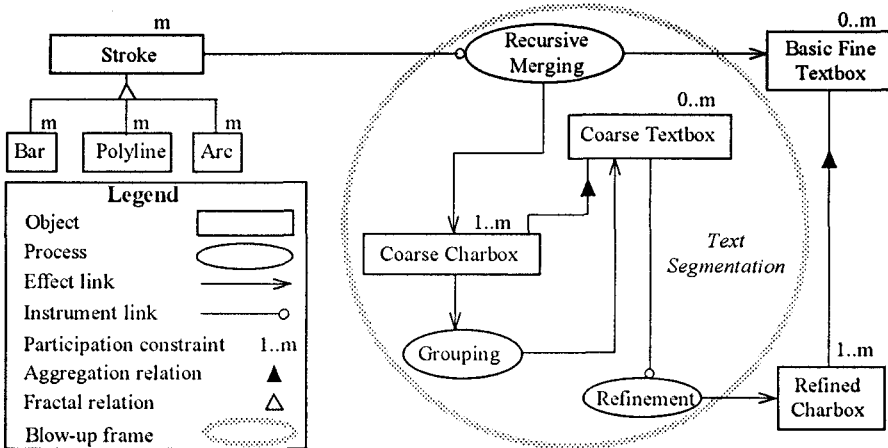 m
0..m
Stroke
Recursive
Merging
Basic Fine
Textbox
0..m
m
m
m
Bar
Polyline
Arc
Coarse Textbox
Legend
Object
Process
Effect link
Instrument link
Participation constraint 1..m
Aggregation relation
Fractal relation
Blow-up frame
1..m
Coarse Charbox
Text
Segmentation
Grouping
1..m
Refinement
Refined
Charbox